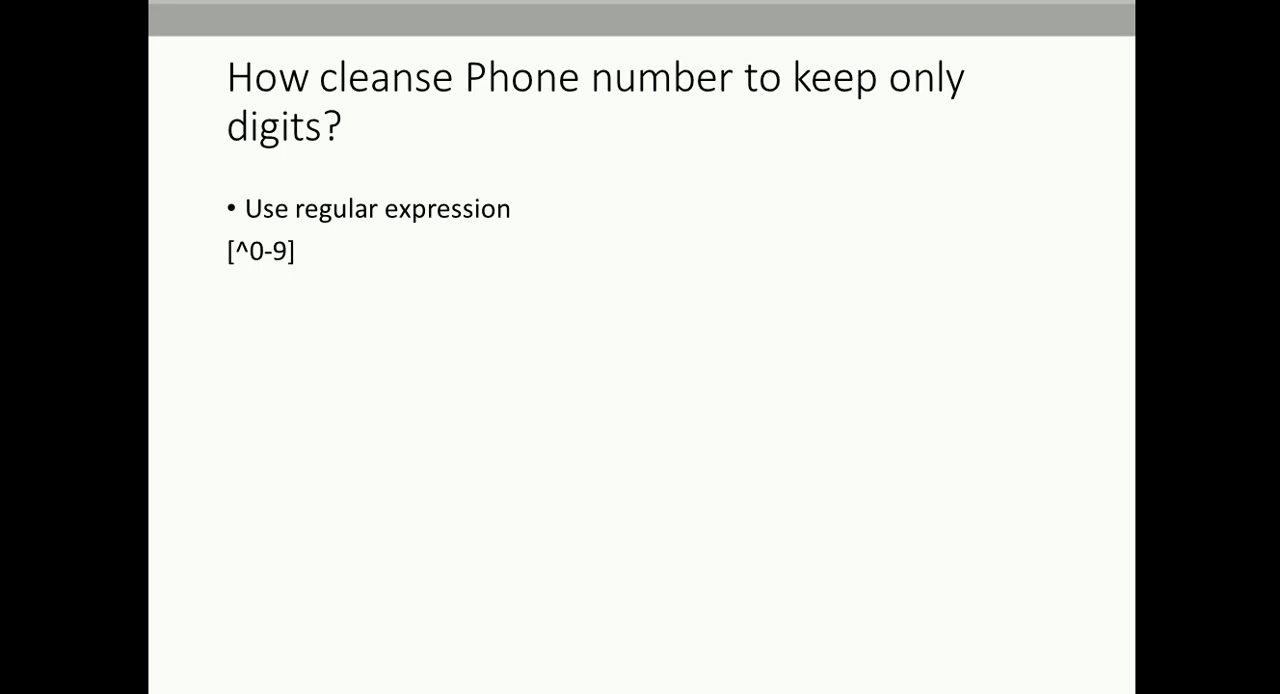 How cleanse Phone number to keep only
digits?
• Use regular expression
[^0-9]